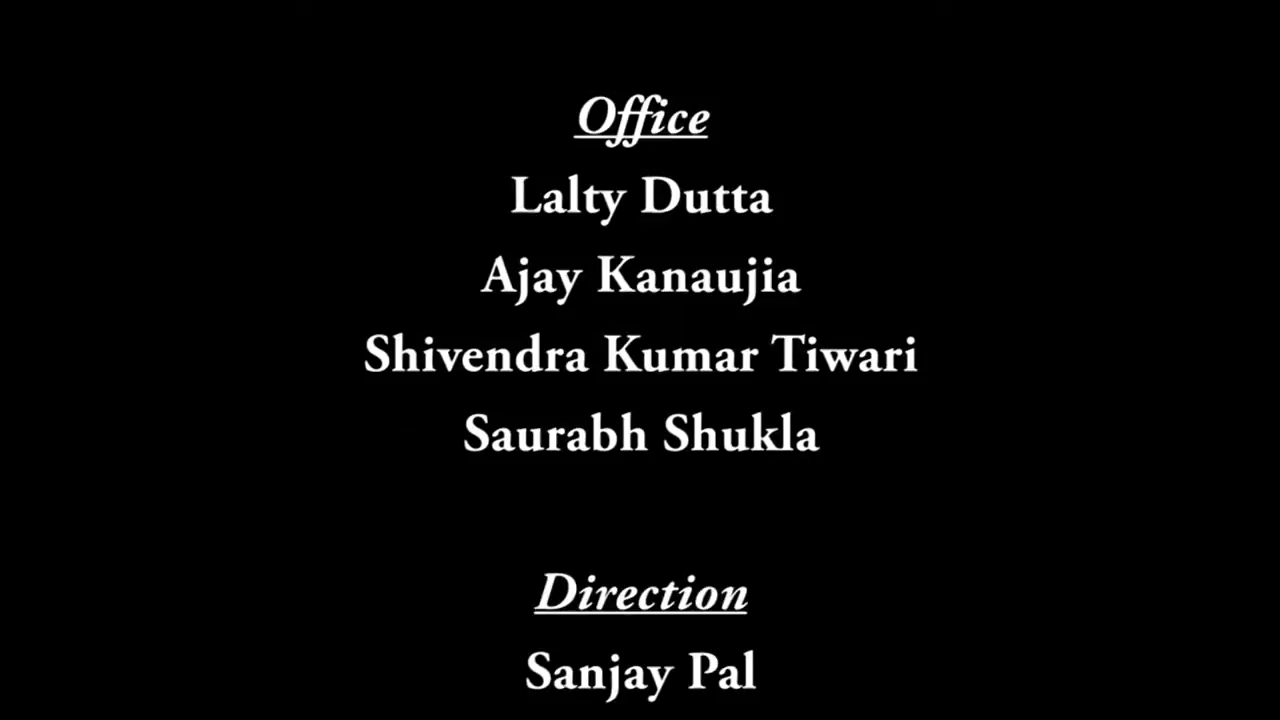 Office
Lalty Dutta
Ajay Kanaujia
Shivendra Kumar Tiwari
Saurabh Shukla
Direction
Sanjay Pal